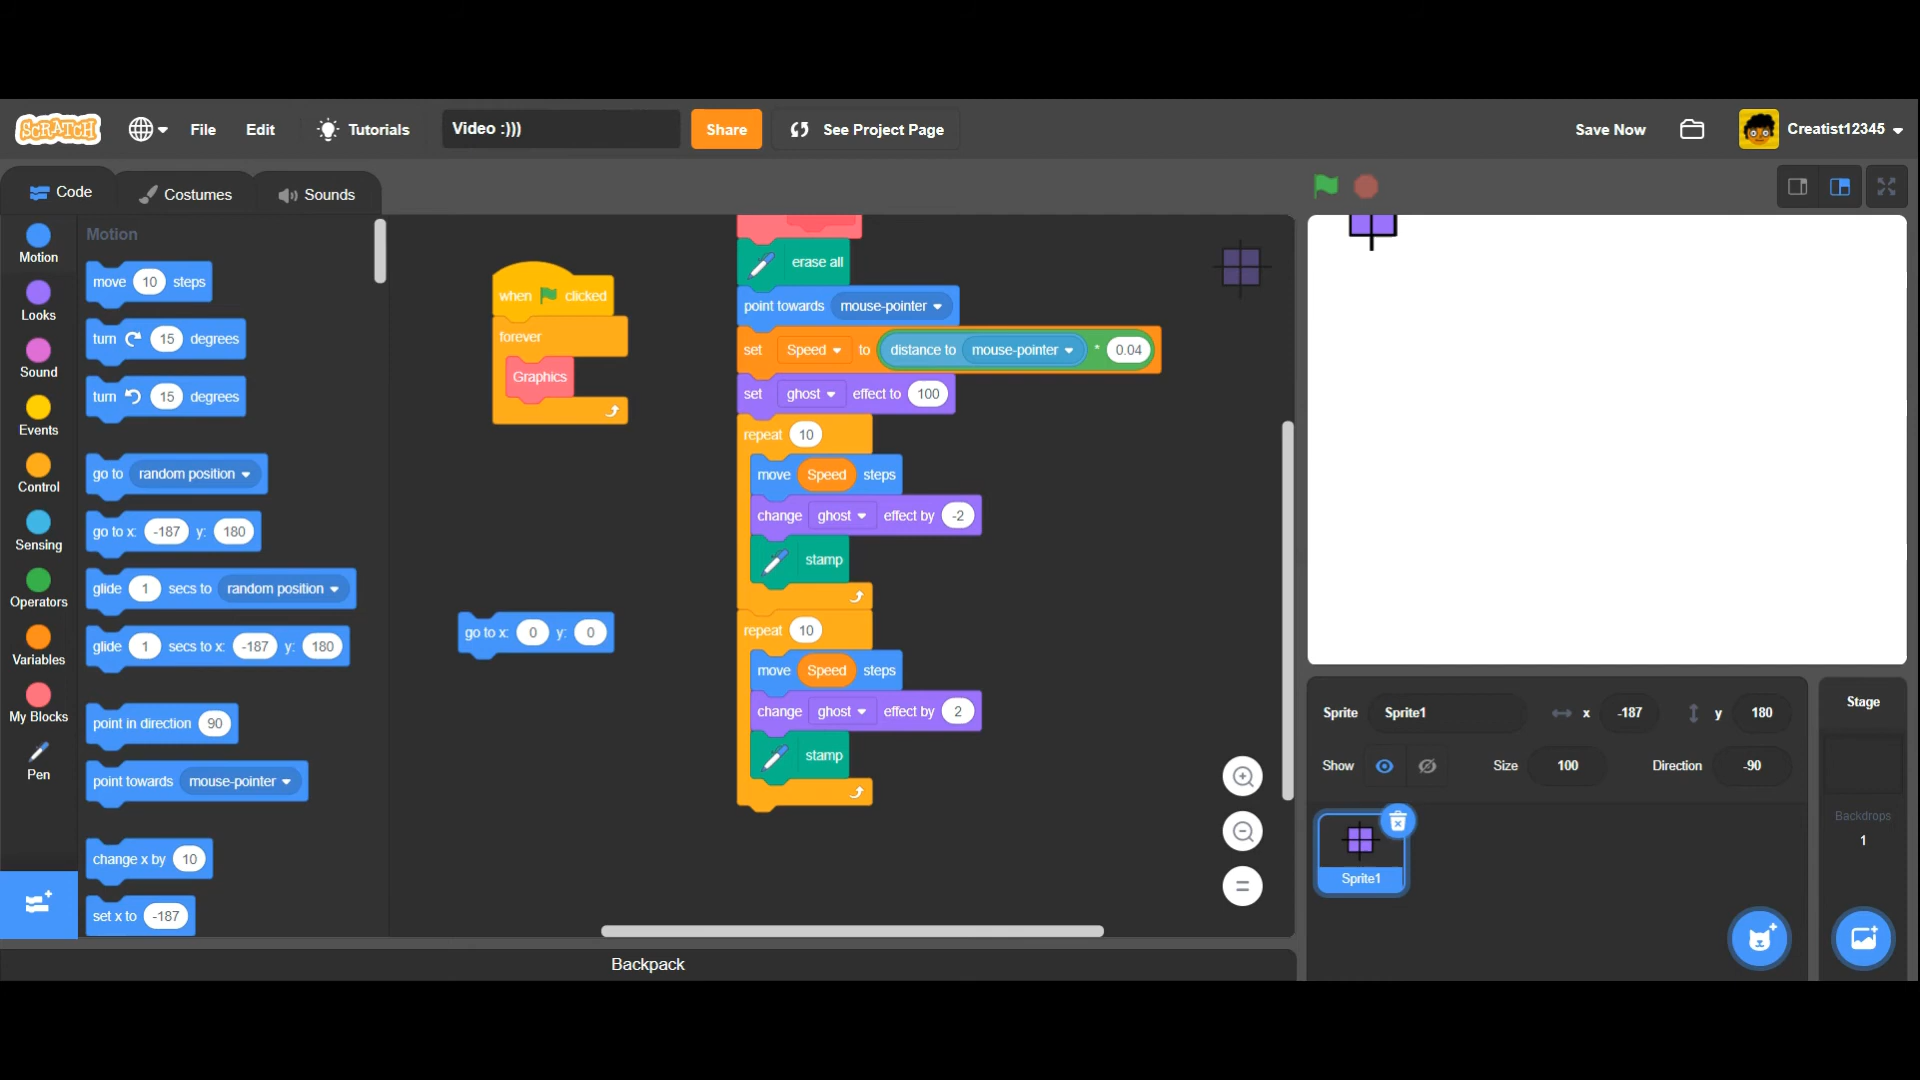 SCRATCH File Edit Tutorials Video :))) Share See Project Page Save Now Creatist12345
Code Costumes Sounds
Motion
Looks
Sound
Events
Control
Sensing
Operators
Variables
My Blocks
Pen
Motion
move 10 steps
turn 15 degrees
turn 15 degrees
go to random position
go to x: -187 y: 180
glide 1 secs to random position
glide 1 secs to x: -187 y: 180
point in direction 90
point towards mouse-pointer
change x by 10
set x to -187
when clicked
forever
Graphics
go to x: 0 y: 0
erase all
point towards mouse-pointer
set Speed to distance to mouse-pointer * 0.04
set ghost effect to 100
repeat 10
move Speed steps
change ghost effect by -2
stamp
repeat 10
move Speed steps
change ghost effect by 2
stamp
Backpack
Sprite Sprite1 x -187 y 180
Show Size 100 Direction -90
Sprite1
Stage
Backdrops
1